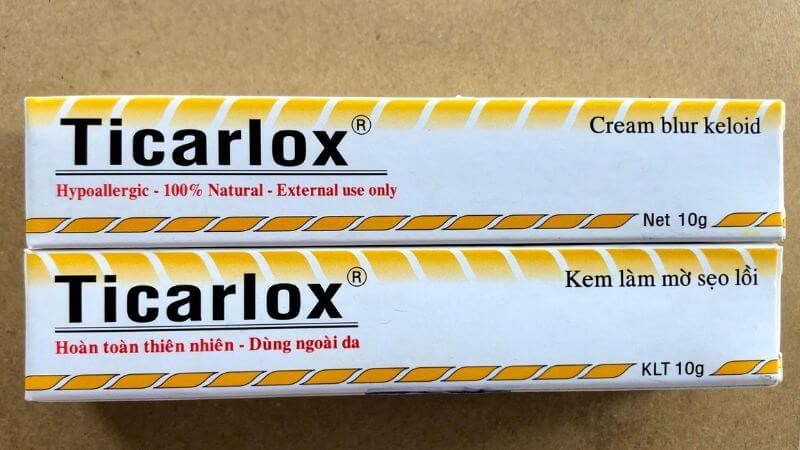 Ticarlox®
Cream blur keloid
Hypoallergic - 100% Natural - External use only
Net 10g
Ticarlox®
Kem làm mờ sẹo lồi
Hoàn toàn thiên nhiên - Dùng ngoài da
KLT 10g